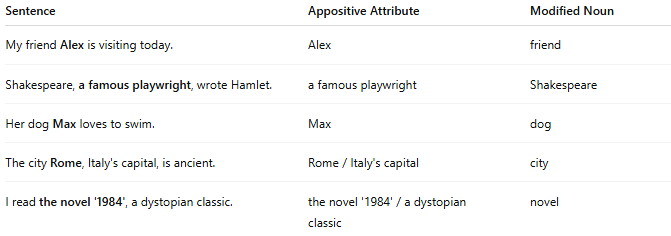 Sentence Appositive Attribute Modified Noun
My friend Alex is visiting today. Alex friend
Shakespeare, a famous playwright, wrote Hamlet. a famous playwright Shakespeare
Her dog Max loves to swim. Max dog
The city Rome, Italy's capital, is ancient. Rome / Italy's capital city
I read the novel '1984', a dystopian classic. the novel '1984' / a dystopian novel
classic